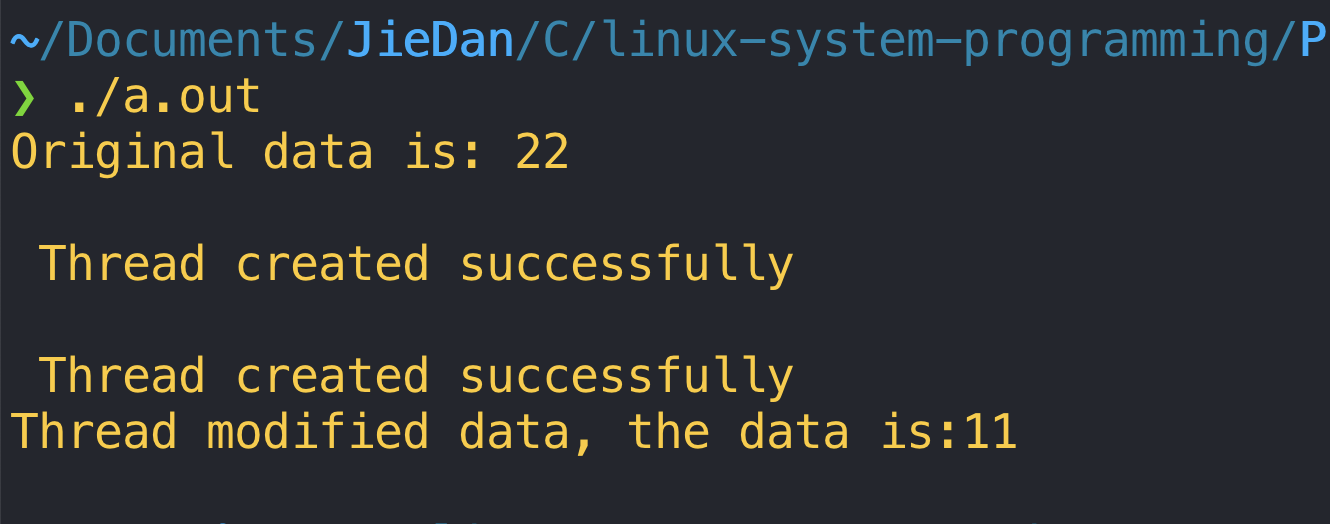 ~/Documents/JieDan/C/linux-system-programming/P
❯ ./a.out
Original data is: 22
Thread created successfully
Thread created successfully
Thread modified data, the data is:11